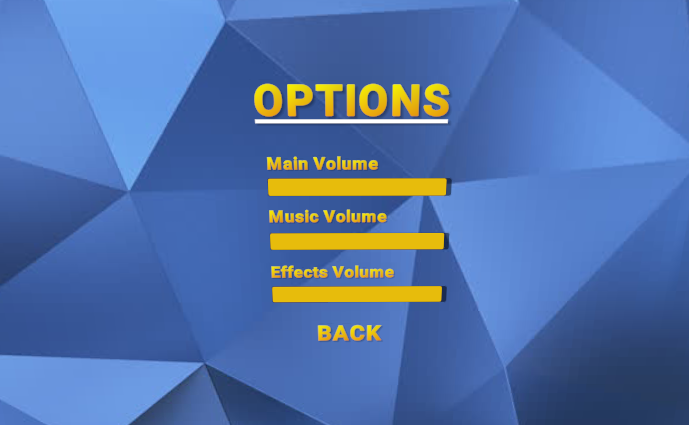 OPTIONS
Main Volume
Music Volume
Effects Volume
BACK